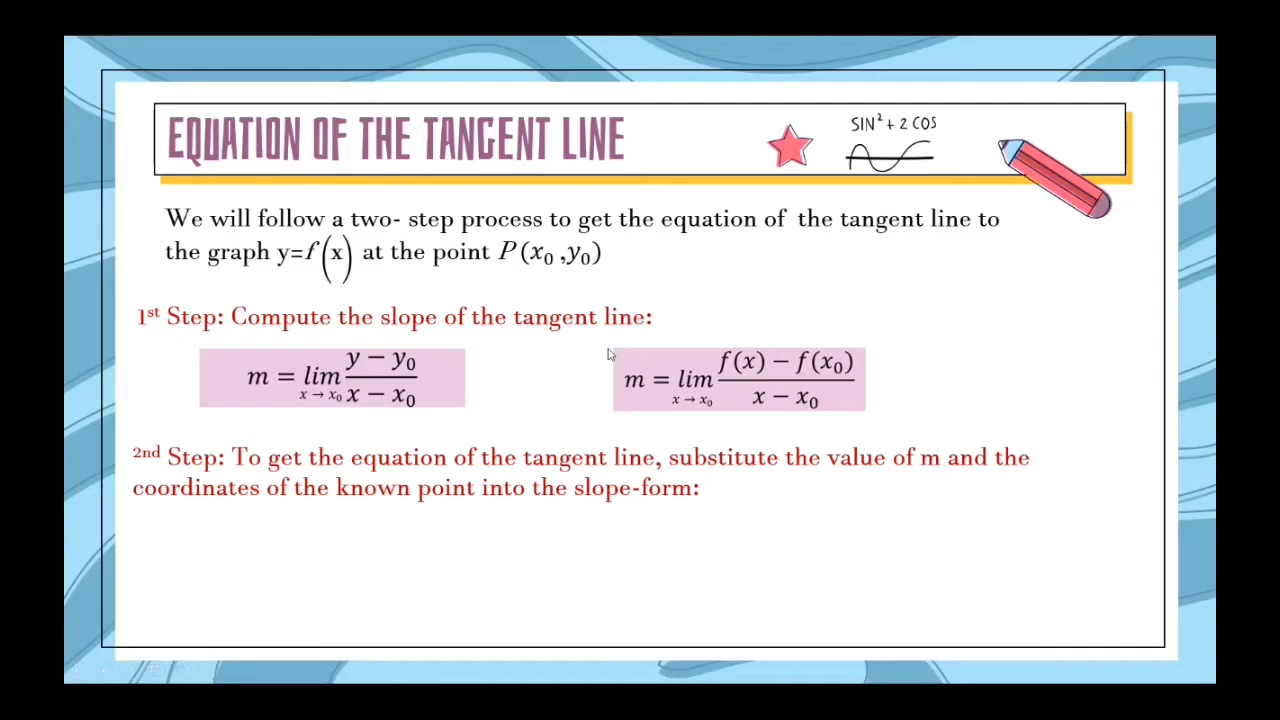 EQUATION OF THE TANGENT LINE
SIN² + 2 COS
We will follow a two- step process to get the equation of the tangent line to
the graph y=f(x) at the point P(x₀ ,y₀)
1ˢᵗ Step: Compute the slope of the tangent line:
m = lim x → x₀ (y − y₀)/(x − x₀)
m = lim x → x₀ (f(x) − f(x₀))/(x − x₀)
2nd Step: To get the equation of the tangent line, substitute the value of m and the
coordinates of the known point into the slope-form: